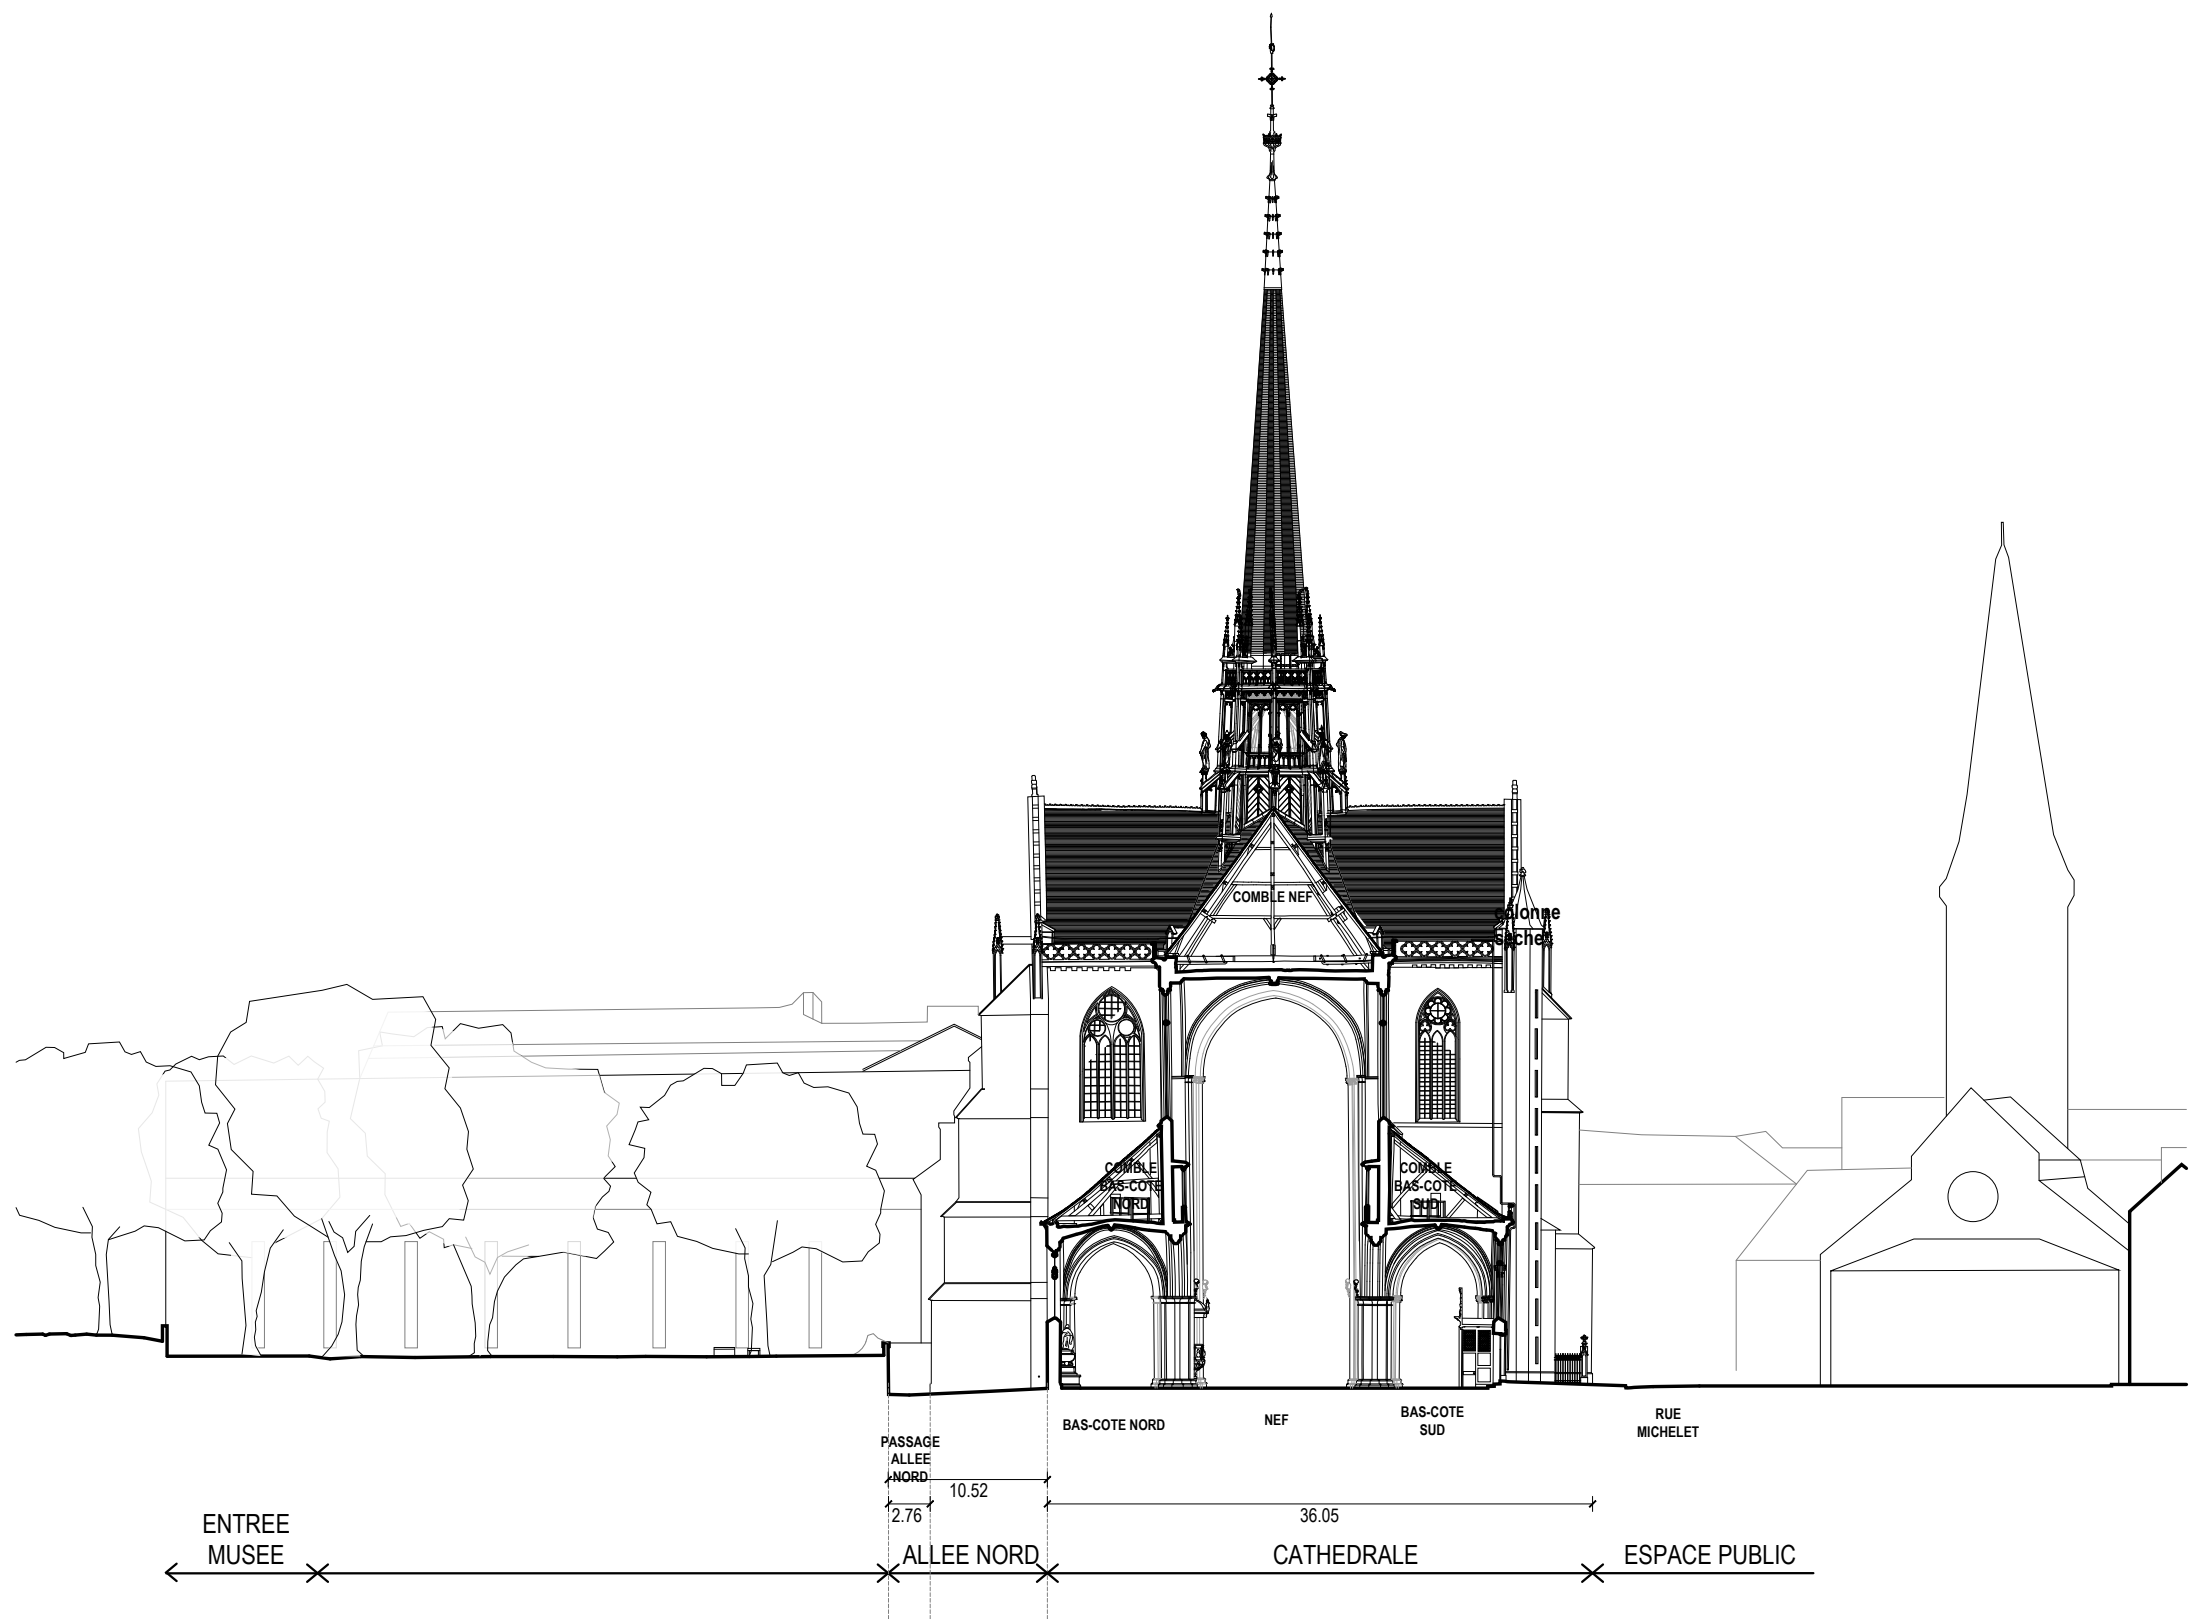 COMBLE NEF
colonne
seche
COMBLE
BAS-COTE
NORD
COMBLE
BAS-COTE
SUD
BAS-COTE NORD
NEF
BAS-COTE
SUD
RUE
MICHELET
PASSAGE
ALLEE
NORD
10.52
2.76
36.05
ENTREE
MUSEE
ALLEE NORD
CATHEDRALE
ESPACE PUBLIC